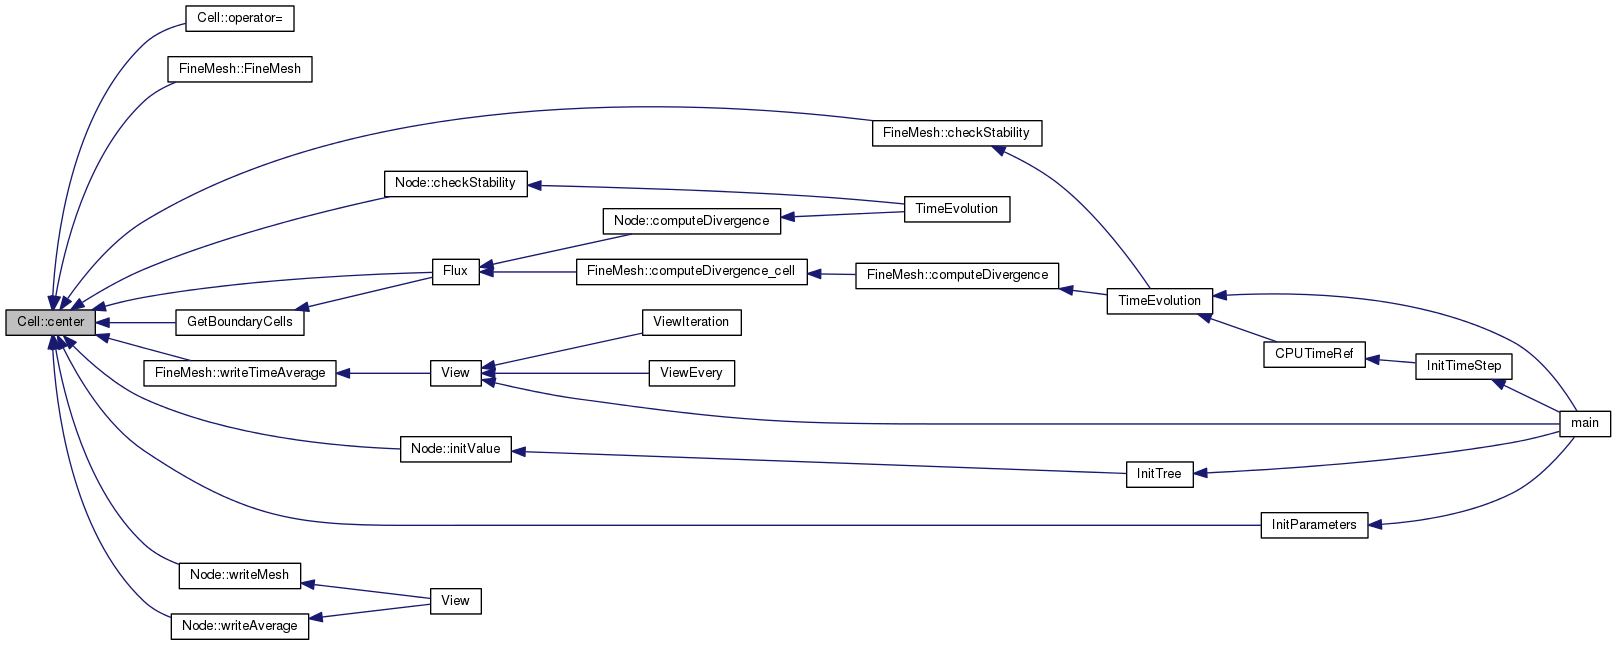 Cell::operator=
FineMesh::FineMesh
FineMesh::checkStability
Node::checkStability
TimeEvolution
Node::computeDivergence
Flux
FineMesh::computeDivergence_cell
FineMesh::computeDivergence
TimeEvolution
Cell::center
GetBoundaryCells
ViewIteration
CPUTimeRef
InitTimeStep
FineMesh::writeTimeAverage
View
ViewEvery
main
Node::initValue
InitTree
InitParameters
Node::writeMesh
View
Node::writeAverage